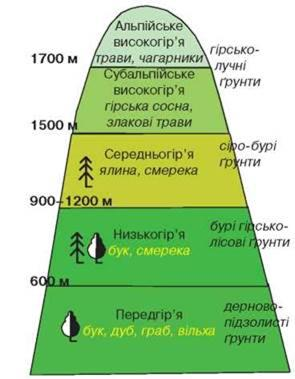 Альпійське
високогір'я
трави, чагарники
гірсько-
лучні
ґрунти
1700 м
Субальпійське
високогір'я
гірська сосна,
злакові трави
1500 м
Середньогір'я
ялина, смерека
сіро-бурі
ґрунти
900–1200 м
Низькогір'я
бук, смерека
бурі гірсько-
лісові ґрунти
600 м
Передгір'я
бук, дуб, граб, вільха
дерново-
підзолисті
ґрунти